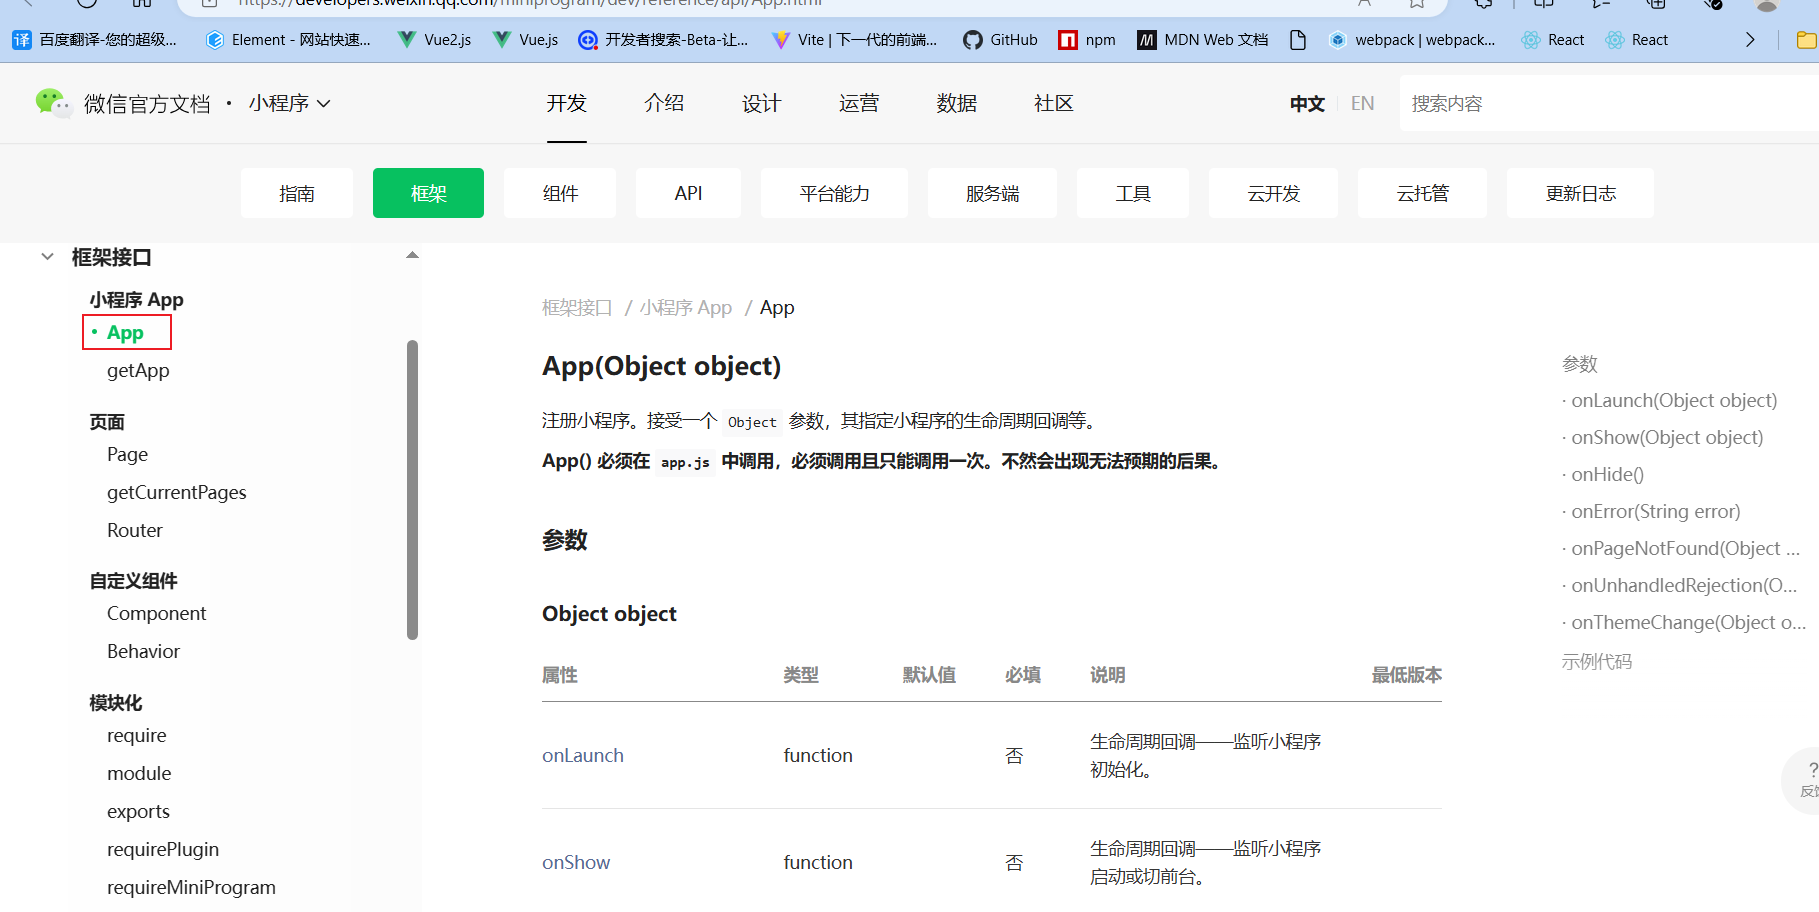 https://developers.weixin.qq.com/miniprogram/dev/reference/api/App.html
译 百度翻译-您的超级... Element - 网站快速... Vue2.js Vue.js 开发者搜索-Beta-让... Vite | 下一代的前端... GitHub npm MDN Web 文档 webpack | webpack... React React
微信官方文档 · 小程序 开发 介绍 设计 运营 数据 社区 中文 EN 搜索内容
指南 框架 组件 API 平台能力 服务端 工具 云开发 云托管 更新日志
框架接口
小程序 App
· App
getApp
页面
Page
getCurrentPages
Router
自定义组件
Component
Behavior
模块化
require
module
exports
requirePlugin
requireMiniProgram
框架接口 / 小程序 App / App
App(Object object)
注册小程序。接受一个 Object 参数，其指定小程序的生命周期回调等。
App() 必须在 app.js 中调用，必须调用且只能调用一次。不然会出现无法预期的后果。
参数
Object object
属性 类型 默认值 必填 说明 最低版本
onLaunch function 否 生命周期回调——监听小程序
初始化。
onShow function 否 生命周期回调——监听小程序
启动或切前台。
参数
· onLaunch(Object object)
· onShow(Object object)
· onHide()
· onError(String error)
· onPageNotFound(Object ...
· onUnhandledRejection(O...
· onThemeChange(Object o...
示例代码
?